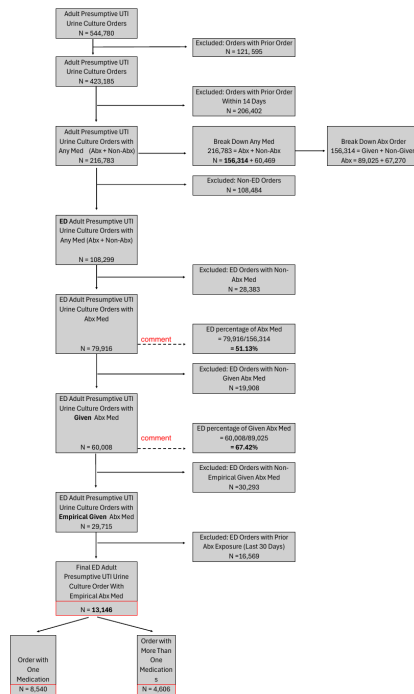 Adult Presumptive UTI
Urine Culture Orders
N = 544,780
Excluded: Orders with Prior Order
N = 121, 595
Adult Presumptive UTI
Urine Culture Orders
N = 423,185
Excluded: Orders with Prior Order
Within 14 Days
N = 206,402
Adult Presumptive UTI
Urine Culture Orders with
Any Med (Abx + Non-Abx)
N = 216,783
Break Down Any Med
216,783 = Abx + Non-Abx
N = 156,314 + 60,469
Break Down Abx Order
156,314 = Given + Non-Given
Abx = 89,025 + 67,270
Excluded: Non-ED Orders
N = 108,484
ED Adult Presumptive UTI
Urine Culture Orders with
Any Med (Abx + Non-Abx)
N = 108,299
Excluded: ED Orders with Non-
Abx Med
N = 28,383
ED Adult Presumptive UTI
Urine Culture Orders with
Abx Med
N = 79,916
comment
ED percentage of Abx Med
= 79,916/156,314
= 51.13%
Excluded: ED Orders with Non-
Given Abx Med
N =19,908
ED Adult Presumptive UTI
Urine Culture Orders with
Given Abx Med
N = 60,008
comment
ED percentage of Given Abx Med
= 60,008/89,025
= 67.42%
Excluded: ED Orders with Non-
Empirical Given Abx Med
N =30,293
ED Adult Presumptive UTI
Urine Culture Orders with
Empirical Given Abx Med
N = 29,715
Excluded: ED Orders with Prior
Abx Exposure (Last 30 Days)
N =16,569
Final ED Adult
Presumptive UTI Urine
Culture Order With
Empirical Abx Med
N = 13,146
Order with
One
Medication
N = 8,540
Order with
More Than
One
Medication
s
N = 4,606